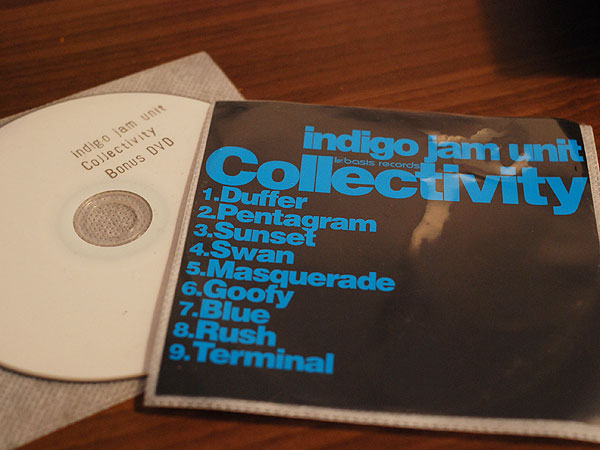 indigo jam unit
Collectivity
Bonus DVD
indigo jam unit
basis records
Collectivity
1.Duffer
2.Pentagram
3.Sunset
4.Swan
5.Masquerade
6.Goofy
7.Blue
8.Rush
9.Terminal